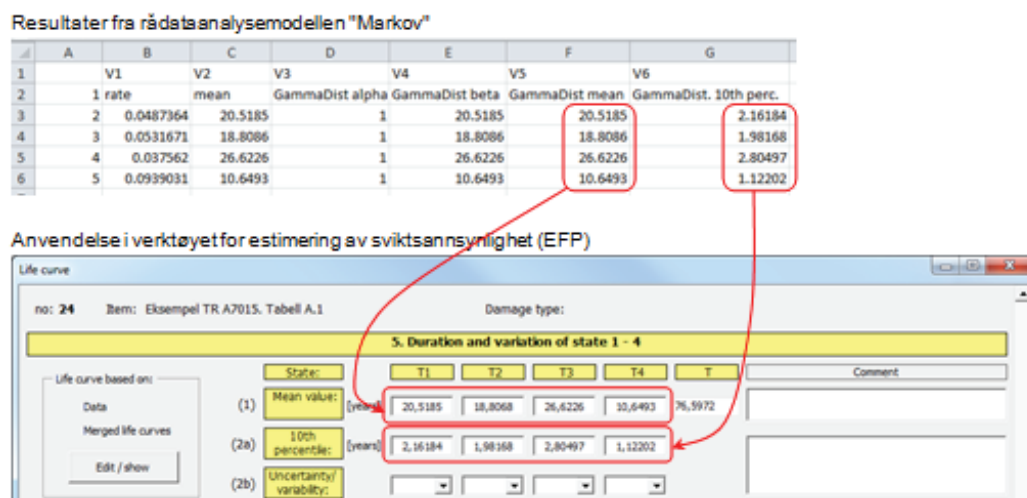 Resultater fra rådataanalysemodellen "Markov"
A B C D E F G
1 V1 V2 V3 V4 V5 V6
2 1 rate mean GammaDist alpha GammaDist beta GammaDist mean GammaDist. 10th perc.
3 2 0.0487364 20.5185 1 20.5185 20.5185 2.16184
4 3 0.0531671 18.8086 1 18.8086 18.8086 1.98168
5 4 0.037562 26.6226 1 26.6226 26.6226 2.80497
6 5 0.0939031 10.6493 1 10.6493 10.6493 1.12202
Anvendelse i verktøyet for estimering av sviktsannsynlighet (EFP)
Life curve
no: 24 Item: Eksempel TR A7015. Tabell A.1 Damage type:
5. Duration and variation of state 1 - 4
Life curve based on: State: T1 T2 T3 T4 T Comment
Data (1) Mean value: [years] 20,5185 18,8068 26,6226 10,6493 76,5972
Merged life curves
(2a) 10th percentile: [years] 2,16184 1,98168 2,80497 1,12202
Edit / show
(2b) Uncertainty/
variability: